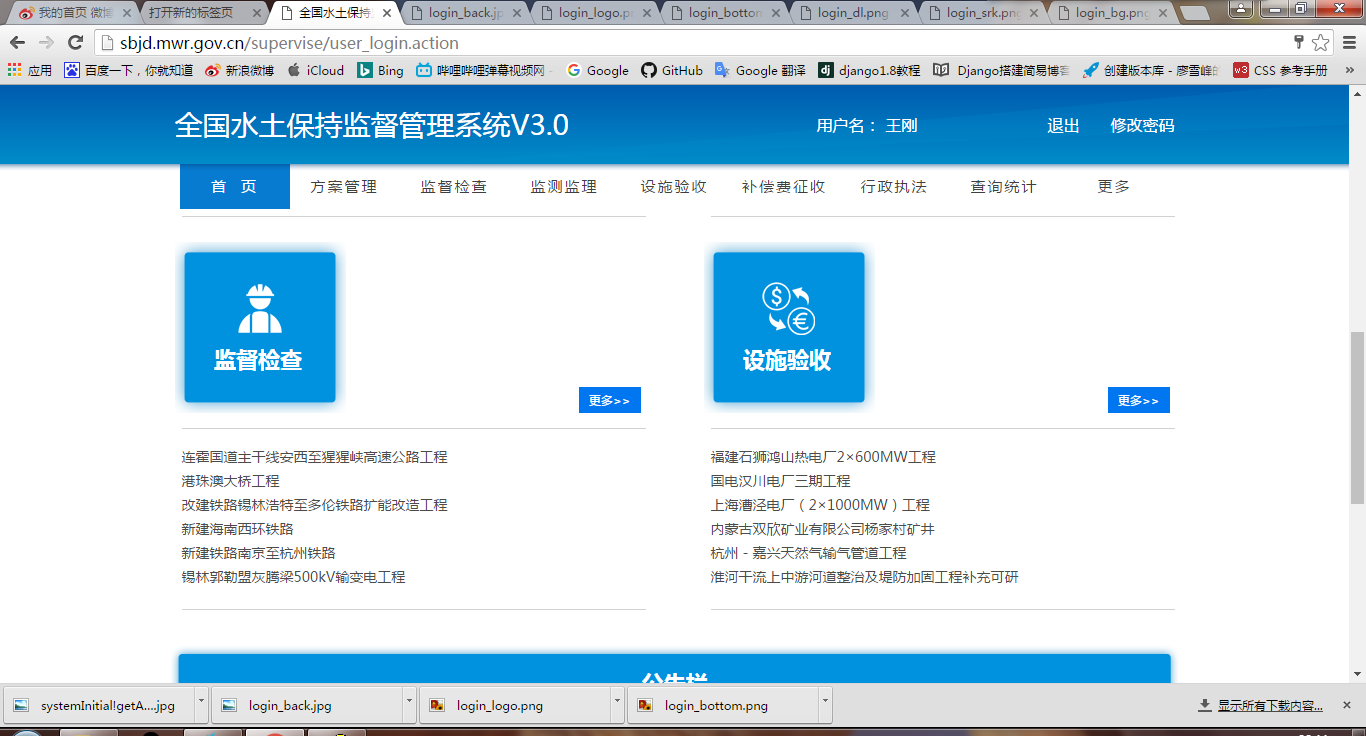 我的首页 微博
打开新的标签页
全国水土保持
login_back.jp
login_logo.p
login_botton
login_dl.png
login_srk.png
login_bg.png
sbjd.mwr.gov.cn/supervise/user_login.action
应用
百度一下，你就知道
新浪微博
iCloud
Bing
哔哩哔哩弹幕视频网 -
Google
GitHub
Google 翻译
django1.8教程
Django搭建简易博客
创建版本库 - 廖雪峰的
CSS 参考手册
全国水土保持监督管理系统V3.0
用户名： 王刚
退出
修改密码
首 页
方案管理
监督检查
监测监理
设施验收
补偿费征收
行政执法
查询统计
更多
监督检查
更多>>
连霍国道主干线安西至猩猩峡高速公路工程
港珠澳大桥工程
改建铁路锡林浩特至多伦铁路扩能改造工程
新建海南西环铁路
新建铁路南京至杭州铁路
锡林郭勒盟灰腾梁500kV输变电工程
设施验收
更多>>
福建石狮鸿山热电厂2×600MW工程
国电汉川电厂三期工程
上海漕泾电厂（2×1000MW）工程
内蒙古双欣矿业有限公司杨家村矿井
杭州－嘉兴天然气输气管道工程
淮河干流上中游河道整治及堤防加固工程补充可研
公告栏
systemInitial!getA....jpg
login_back.jpg
login_logo.png
login_bottom.png
显示所有下载内容...